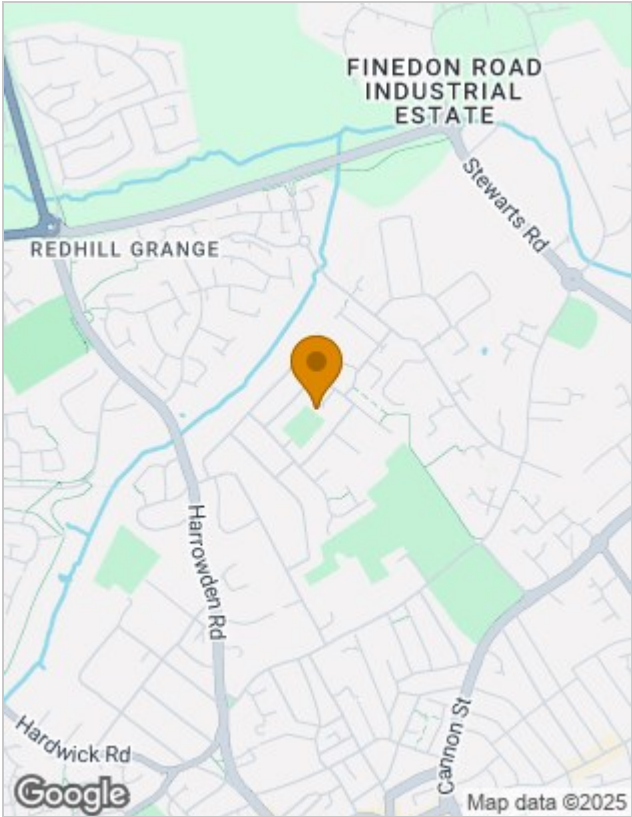 FINEDON ROAD
INDUSTRIAL
ESTATE
Stewarts Rd
REDHILL GRANGE
Harrowden Rd
Hardwick Rd
Cannon St
Google
Map data ©2025